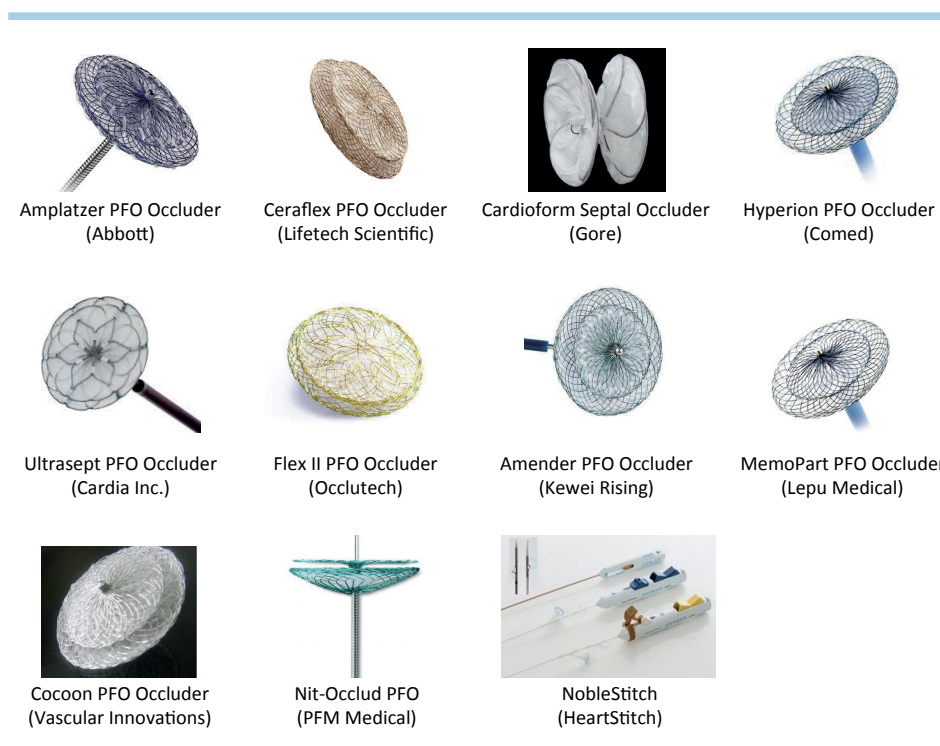 Amplatzer PFO Occluder
(Abbott)
Ceraflex PFO Occluder
(Lifetech Scientific)
Cardioform Septal Occluder
(Gore)
Hyperion PFO Occluder
(Comed)
Ultrasept PFO Occluder
(Cardia Inc.)
Flex II PFO Occluder
(Occlutech)
Amender PFO Occluder
(Kewei Rising)
MemoPart PFO Occluder
(Lepu Medical)
Cocoon PFO Occluder
(Vascular Innovations)
Nit-Occlud PFO
(PFM Medical)
NobleStitch
(HeartStitch)